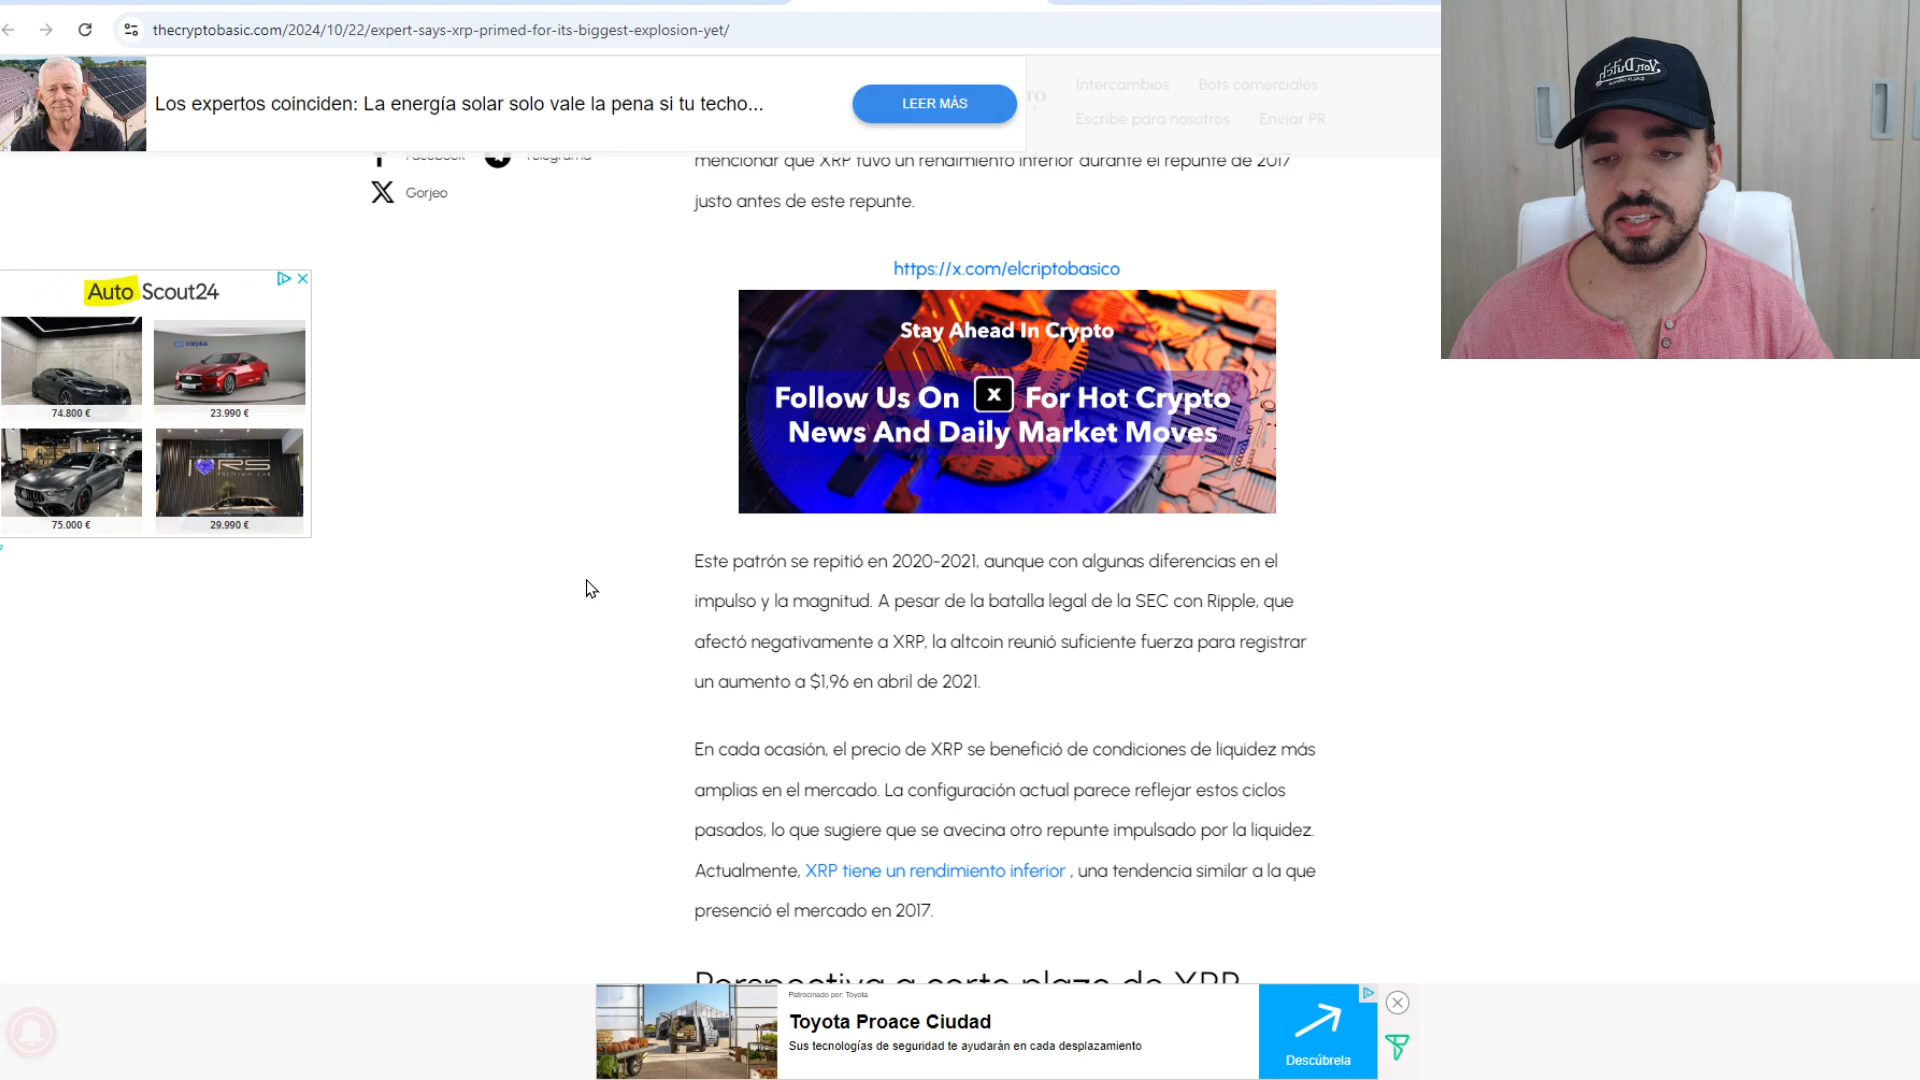 thecryptobasic.com/2024/10/22/expert-says-xrp-primed-for-its-biggest-explosion-yet/
Los expertos coinciden: La energía solar solo vale la pena si tu techo...
LEER MÁS
Intercambios
Bots comerciales
Escribe para nosotros
Enviar PR
Facebook
Telegrama
X Gorjeo
mencionar que XRP tuvo un rendimiento inferior durante el repunte de 2017
justo antes de este repunte.
https://x.com/elcriptobasico
Stay Ahead In Crypto
Follow Us On X For Hot Crypto
News And Daily Market Moves
AutoScout24
74.800 €
23.990 €
75.000 €
29.990 €
Este patrón se repitió en 2020-2021, aunque con algunas diferencias en el
impulso y la magnitud. A pesar de la batalla legal de la SEC con Ripple, que
afectó negativamente a XRP, la altcoin reunió suficiente fuerza para registrar
un aumento a $1,96 en abril de 2021.
En cada ocasión, el precio de XRP se benefició de condiciones de liquidez más
amplias en el mercado. La configuración actual parece reflejar estos ciclos
pasados, lo que sugiere que se avecina otro repunte impulsado por la liquidez.
Actualmente, XRP tiene un rendimiento inferior , una tendencia similar a la que
presenció el mercado en 2017.
Perspectiva a corto plazo de XRP
Patrocinado por: Toyota
Toyota Proace Ciudad
Sus tecnologías de seguridad te ayudarán en cada desplazamiento
Descúbrela
Von Dutch